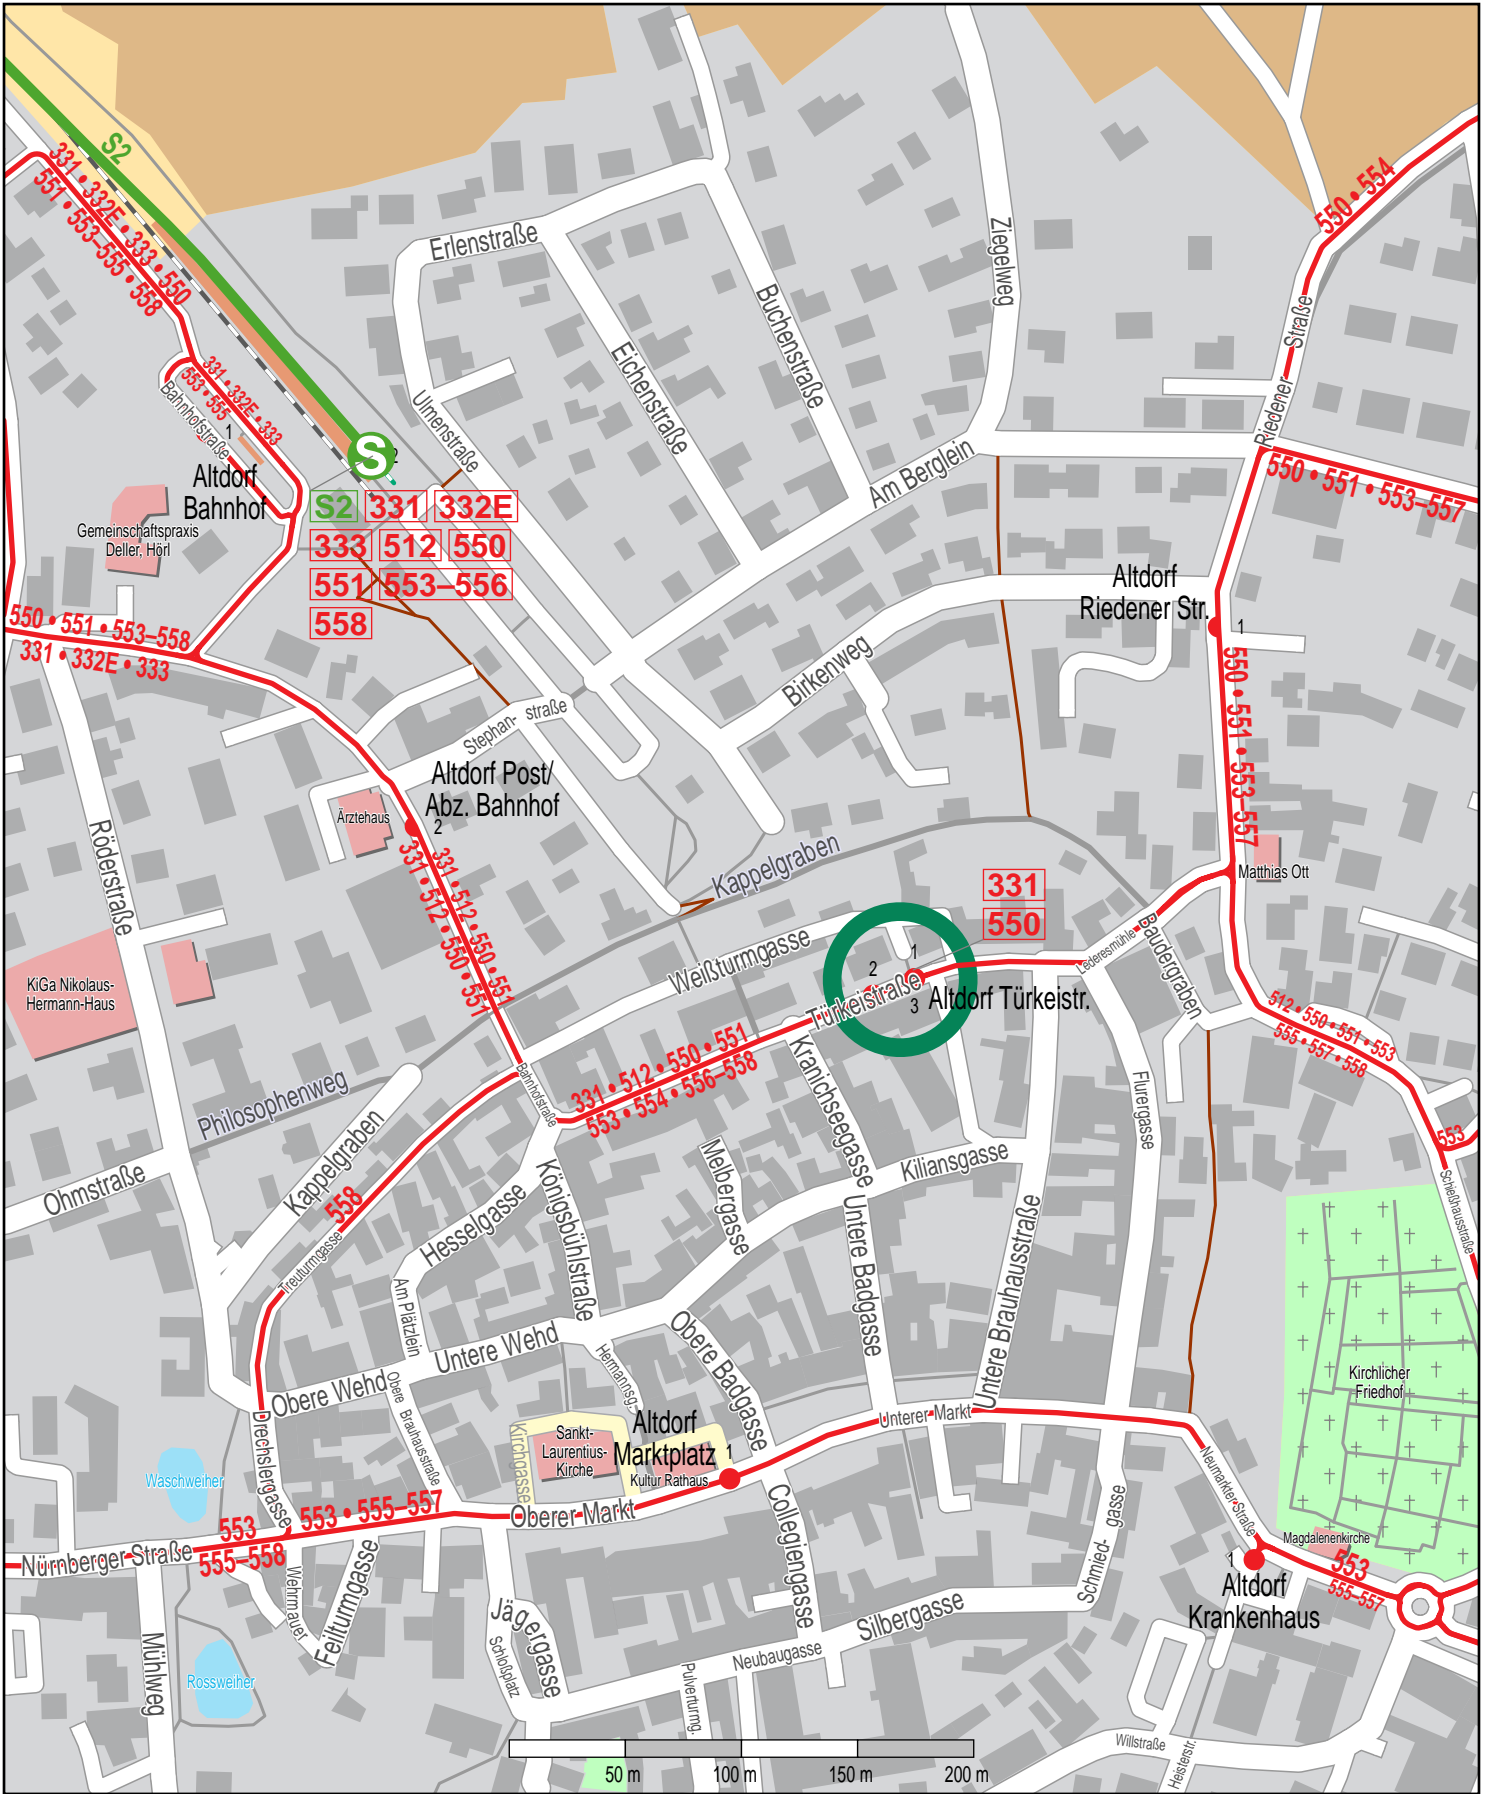 S2
331 • 332E • 333 • 550
551 • 553–555 • 558
550 • 554
Erlenstraße
Ziegelweg
Buchenstraße
Eichenstraße
Ulmenstraße
Riedener Straße
331 • 332E • 333
553 • 555
Bahnhofstraße
1
Altdorf
Bahnhof
S
2
Am Berglein
550 • 551 • 553–557
S2 331 332E
333 512 550
551 553–556
558
Gemeinschaftspraxis
Deller, Hörl
Altdorf
Riedener Str.
1
550 • 551 • 553–558
331 • 332E • 333
Birkenweg
Stephan- straße
550 • 551 • 553–557
Altdorf Post/
Abz. Bahnhof
2
Ärztehaus
Röderstraße
331 • 512 • 550 • 551
331 • 512 • 550 • 551
Kappelgraben
Matthias Ott
331
550
Weißturmgasse
Lederesmühle
Baudergraben
KiGa Nikolaus-
Hermann-Haus
1
2
3
Türkeistraße
Altdorf Türkeistr.
512 • 550 • 551 • 553
555 • 557 • 558
331 • 512 • 550 • 551
553 • 554 • 556–558
Bahnhofstraße
Kranichseegasse
Flurergasse
Philosophenweg
Kappelgraben
553
Melbergasse
Kiliansgasse
Ohmstraße
Schießhausstraße
558
Hesselgasse
Königsbühlstraße
Untere Badgasse
Untere Brauhausstraße
Treuturmgasse
Am Plätzlein
Untere Wehd
Obere Badgasse
Hermannsg.
Kirchlicher
Friedhof
Obere Wehd
Obere Brauhausstraße
Drechslergasse
Kirchgasse
Sankt-
Laurentius-
Kirche
Altdorf
Marktplatz
1
Kultur Rathaus
Unterer Markt
Neumarkter Straße
Waschweiher
Oberer Markt
Collegiengasse
Schmied- gasse
553
555–558
553 • 555–557
Nürnberger Straße
Magdalenenkirche
553
555–557
1
Altdorf
Krankenhaus
Wehrmauer
Feilturmgasse
Jägergasse
Schloßplatz
Silbergasse
Neubaugasse
Pulverturmg.
Mühlweg
Rossweiher
Willstraße
Heisterstr.
50 m 100 m 150 m 200 m